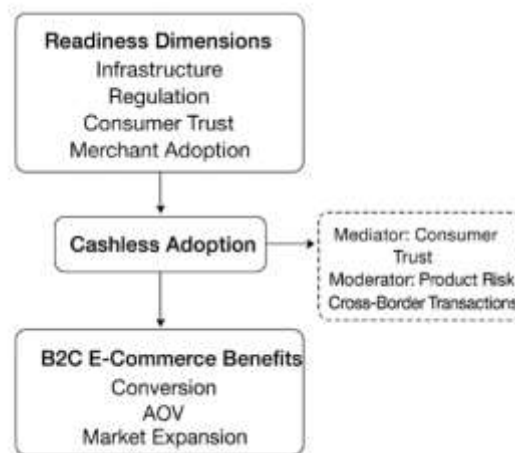 Readiness Dimensions
Infrastructure
Regulation
Consumer Trust
Merchant Adoption
Cashless Adoption
Mediator: Consumer
Trust
Moderator: Product Risk
Cross-Border Transactions
B2C E-Commerce Benefits
Conversion
AOV
Market Expansion